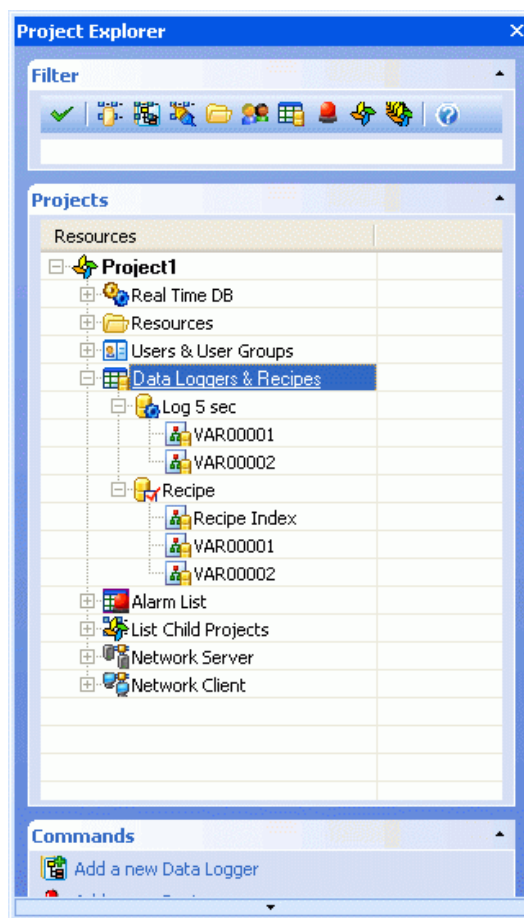 Project Explorer
Filter
Projects
Resources
Project1
Real Time DB
Resources
Users & User Groups
Data Loggers & Recipes
Log 5 sec
VAR00001
VAR00002
Recipe
Recipe Index
VAR00001
VAR00002
Alarm List
List Child Projects
Network Server
Network Client
Commands
Add a new Data Logger